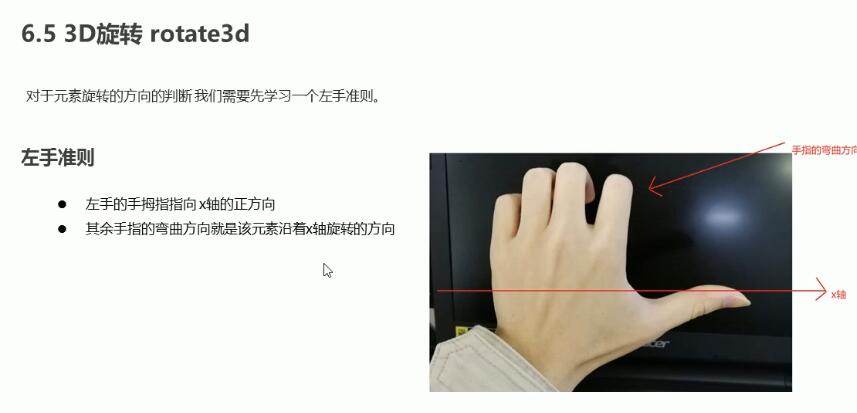 6.5 3D旋转 rotate3d
对于元素旋转的方向的判断 我们需要先学习一个左手准则。
左手准则
手指的弯曲方向
● 左手的手拇指指向 x轴的正方向
● 其余手指的弯曲方向就是该元素沿着x轴旋转的方向
x轴
acer